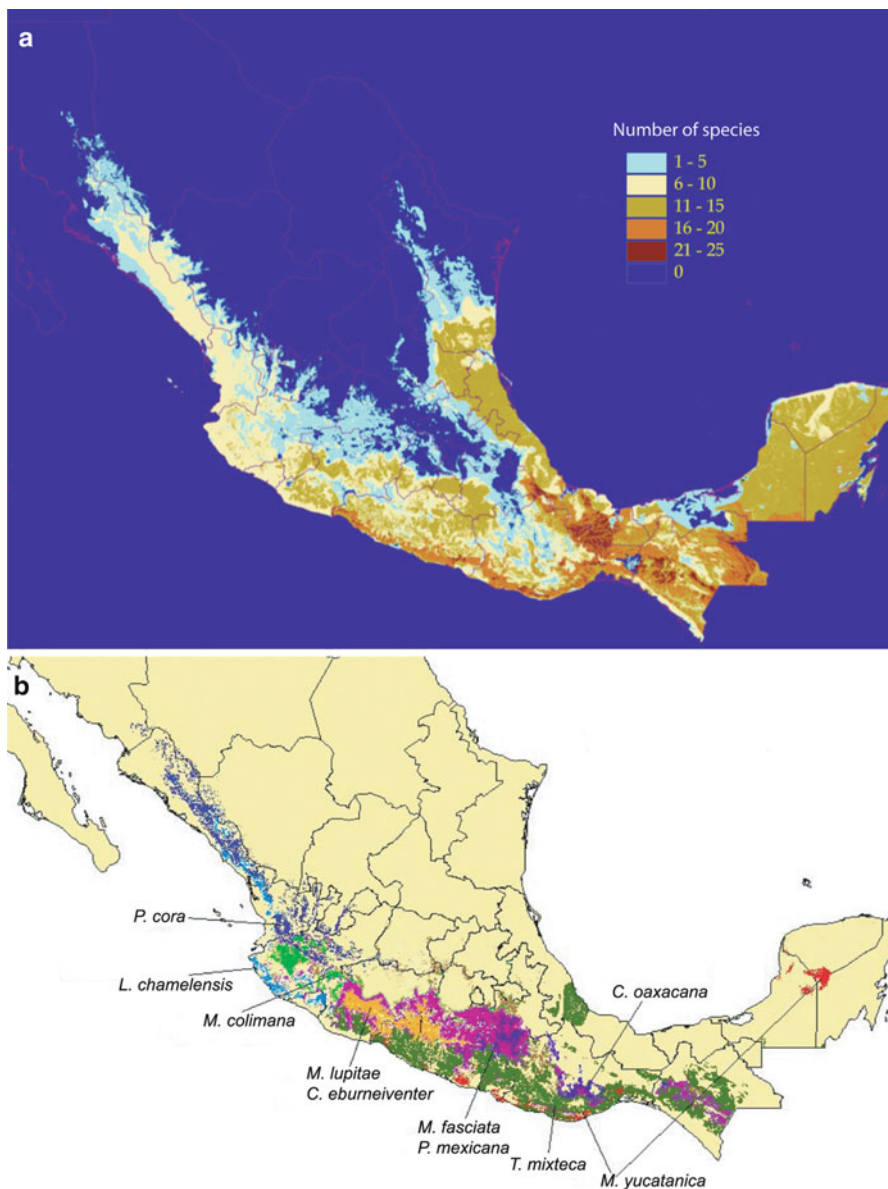 a
Number of species
1 - 5
6 - 10
11 - 15
16 - 20
21 - 25
0
b
P. cora
L. chamelensis
M. colimana
C. oaxacana
M. lupitae
C. eburneiventer
M. fasciata
P. mexicana
T. mixteca
M. yucatanica